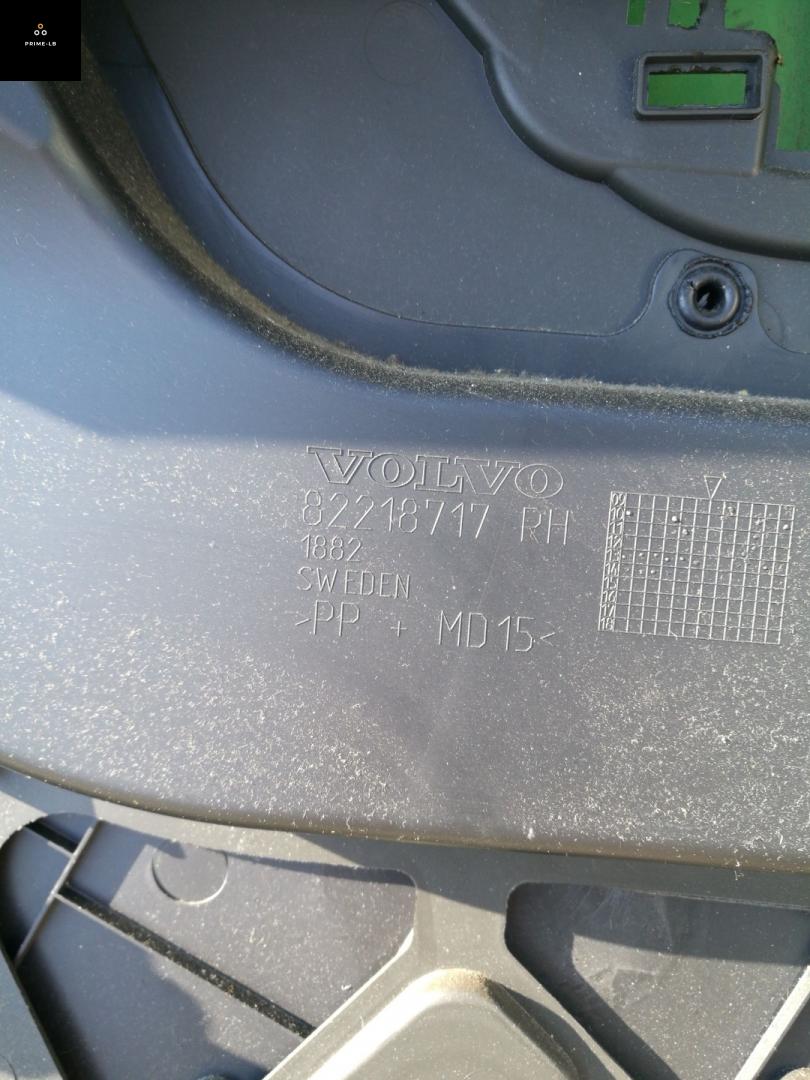 PRIME-LB
VOLVO
82218717 RH
1882
SWEDEN
>PP + MD15<